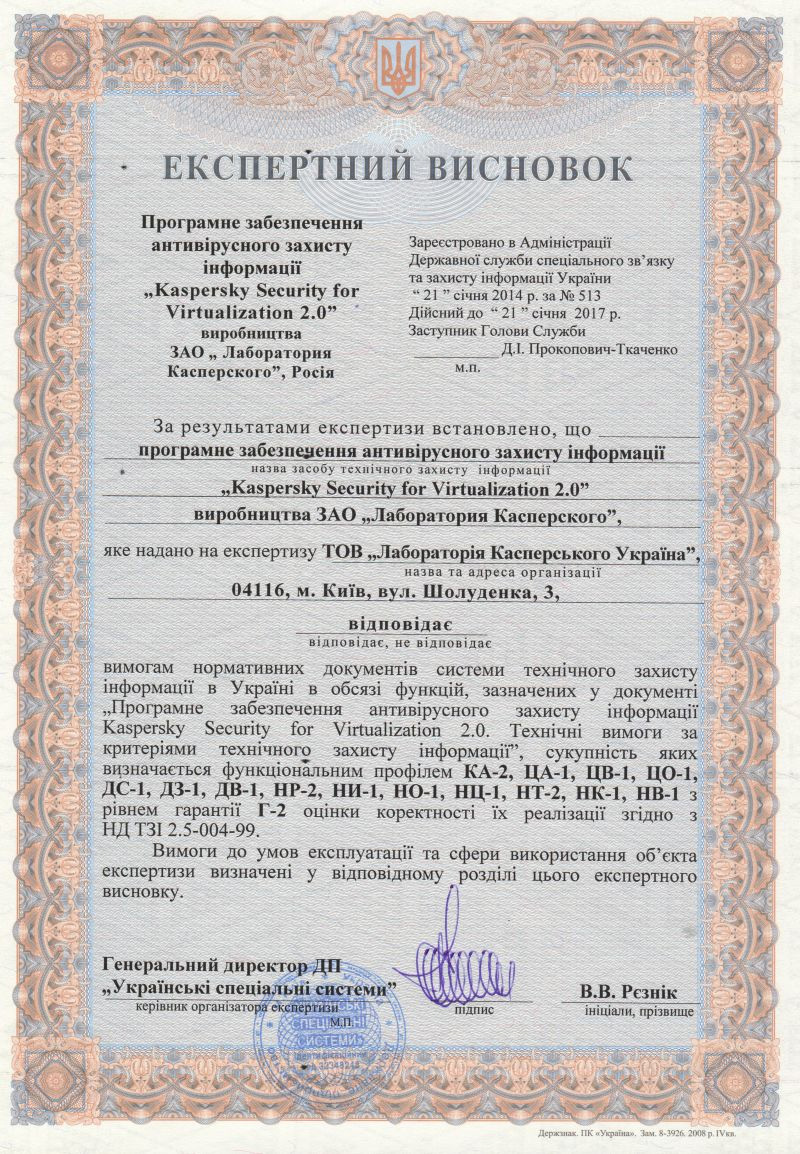 ЕКСПЕРТНИЙ ВИСНОВОК
Програмне забезпечення
антивірусного захисту
інформації
„Kaspersky Security for
Virtualization 2.0”
виробництва
ЗАО „ Лаборатория
Касперского”, Росія
Зареєстровано в Адміністрації
Державної служби спеціального зв’язку
та захисту інформації України
“ 21 ” січня 2014 р. за № 513
Дійсний до “ 21 ” січня 2017 р.
Заступник Голови Служби
___________ Д.І. Прокопович-Ткаченко
м.п.
За результатами експертизи встановлено, що
програмне забезпечення антивірусного захисту інформації
назва засобу технічного захисту інформації
„Kaspersky Security for Virtualization 2.0”
виробництва ЗАО „Лаборатория Касперского”,
яке надано на експертизу ТОВ „Лабораторія Касперського Україна”,
назва та адреса організації
04116, м. Київ, вул. Шолуденка, 3,
відповідає
відповідає, не відповідає
вимогам нормативних документів системи технічного захисту
інформації в Україні в обсязі функцій, зазначених у документі
„Програмне забезпечення антивірусного захисту інформації
Kaspersky Security for Virtualization 2.0. Технічні вимоги за
критеріями технічного захисту інформації”, сукупність яких
визначається функціональним профілем КА-2, ЦА-1, ЦВ-1, ЦО-1,
ДС-1, ДЗ-1, ДВ-1, НР-2, НИ-1, НО-1, НЦ-1, НТ-2, НК-1, НВ-1 з
рівнем гарантії Г-2 оцінки коректності їх реалізації згідно з
НД ТЗІ 2.5-004-99.
Вимоги до умов експлуатації та сфери використання об’єкта
експертизи визначені у відповідному розділі цього експертного
висновку.
Генеральний директор ДП
„Українські спеціальні системи”
керівник організатора експертизи
М.П.
підпис
В.В. Рєзнік
ініціали, прізвище
СПЕЦІАЛЬНІ
СИСТЕМИ»
Держзнак. ПК «Україна». Зам. 8-3926. 2008 р. IV кв.